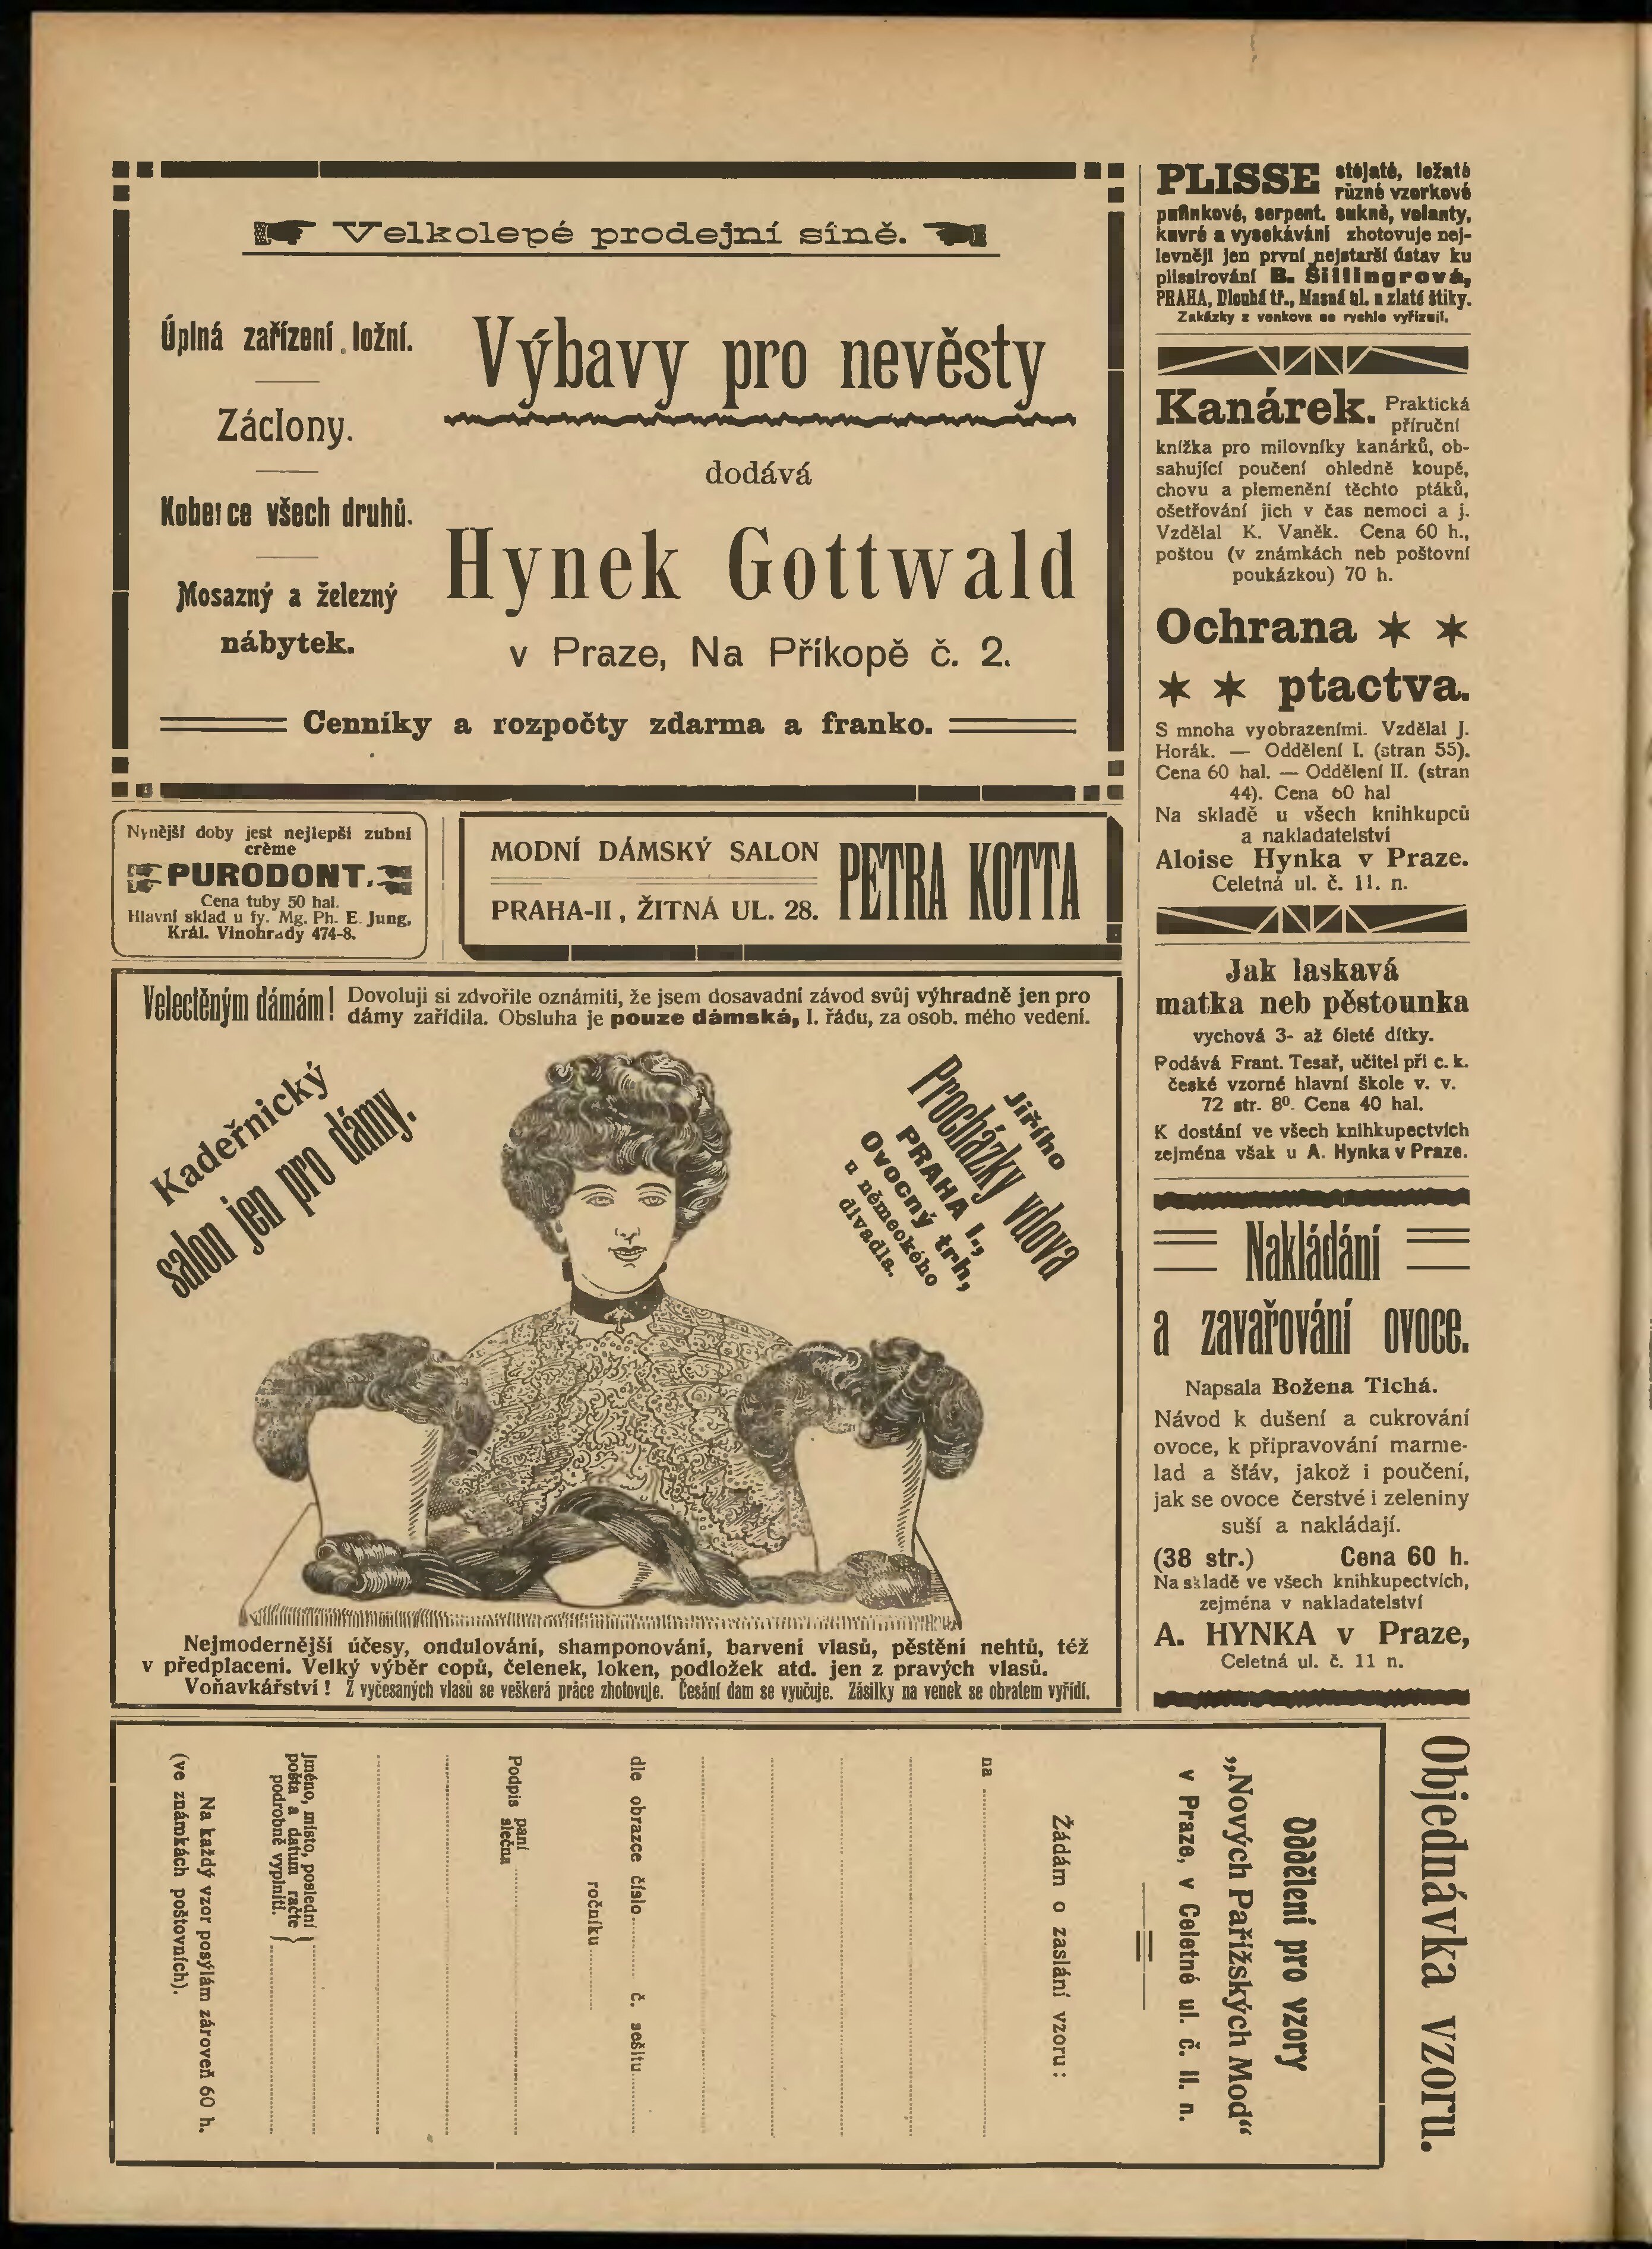 Velkolepé prodejní síně.
Úplná zařízení ložní.
Záclony.
Koberce všech druhů.
Mosazný a železný
nábytek.
Výbavy pro nevěsty
dodává
Hynek Gottwald
v Praze, Na Příkopě č. 2.
Cenníky a rozpočty zdarma a franko.
Nynější doby jest nejlepší zubní
crème
PURODONT.
Cena tuby 50 hal.
Hlavní sklad u fy. Mg. Ph. E. Jung,
Král. Vinohrady 474-8.
MODNÍ DÁMSKÝ SALON
PRAHA-II, ŽITNÁ UL. 28.
PETRA KOTTA
Velectěným dámám!
Dovoluji si zdvořile oznámiti, že jsem dosavadní závod svůj výhradně jen pro
dámy zařídila. Obsluha je pouze dámská, I. řádu, za osob. mého vedení.
Kadeřnický
salon jen pro dámy.
Jiřího
Procházky vdova
PRAHA I.,
Ovocný trh,
u německého
divadla.
Nejmodernější účesy, ondulování, shamponování, barvení vlasů, pěstění nehtů, též
v předplacení. Velký výběr copů, čelenek, loken, podložek atd. jen z pravých vlasů.
Voňavkářství! Z vyčesaných vlasů se veškerá práce zhotovuje. Česání dam se vyučuje. Zásilky na venek se obratem vyřídí.
PLISSE stojaté, ležaté
různé vzorkové
pufinkové, serpent. sukně, volanty,
kuvré a vysekávání zhotovuje nej-
levněji jen první nejstarší ústav ku
plissírování B. Šillingrová,
PRAHA, Dlouhá tř., Masná ul. u zlaté štiky.
Zakázky z venkova se rychle vyřizují.
Kanárek. Praktická
příruční
knížka pro milovníky kanárků, ob-
sahující poučení ohledně koupě,
chovu a plemenění těchto ptáků,
ošetřování jich v čas nemoci a j.
Vzdělal K. Vaněk. Cena 60 h.,
poštou (v známkách neb poštovní
poukázkou) 70 h.
Ochrana
ptactva.
S mnoha vyobrazeními. Vzdělal J.
Horák. — Oddělení I. (stran 55).
Cena 60 hal. — Oddělení II. (stran
44). Cena 60 hal
Na skladě u všech knihkupců
a nakladatelství
Aloise Hynka v Praze.
Celetná ul. č. 11. n.
Jak laskavá
matka neb pěstounka
vychová 3- až 6leté dítky.
Podává Frant. Tesař, učitel při c. k.
české vzorné hlavní škole v. v.
72 str. 8⁰. Cena 40 hal.
K dostání ve všech knihkupectvích
zejména však u A. Hynka v Praze.
Nakládání
a zavařování ovoce.
Napsala Božena Tichá.
Návod k dušení a cukrování
ovoce, k připravování marme-
lad a šťáv, jakož i poučení,
jak se ovoce čerstvé i zeleniny
suší a nakládají.
(38 str.) Cena 60 h.
Na skladě ve všech knihkupectvích,
zejména v nakladatelství
A. HYNKA v Praze,
Celetná ul. č. 11 n.
Objednávka vzoru.
Oddělení pro vzory
„Nových Pařížských Mod“
v Praze, v Celetné ul. č. 11. n.
Žádám o zaslání vzoru:
na
dle obrazce číslo č. sešitu
ročníku
Podpis paní
slečna
Jméno, místo, poslední
pošta a datum račte
podrobně vyplniti.
Na každý vzor posýlám zároveň 60 h.
(ve známkách poštovních).